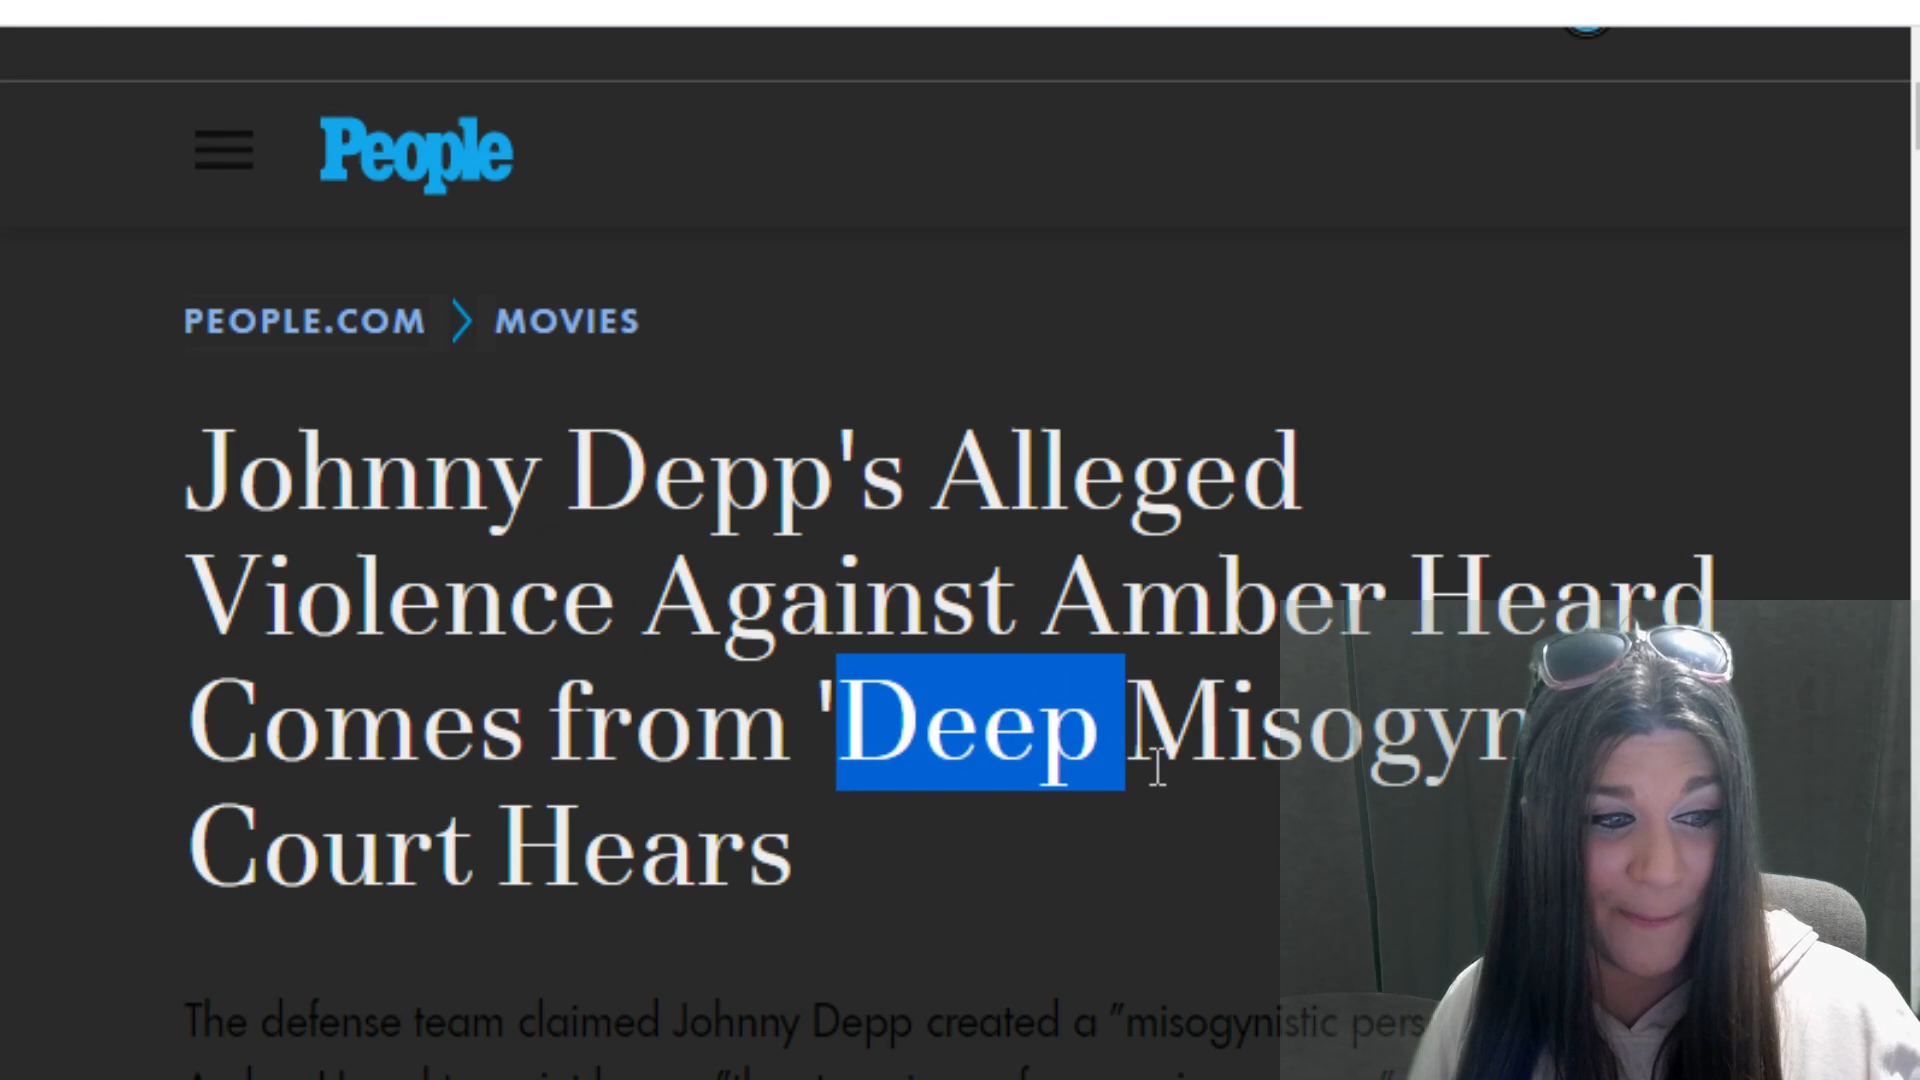 People
PEOPLE.COM > MOVIES
Johnny Depp's Alleged
Violence Against Amber Heard
Comes from 'Deep Misogyn
Court Hears
The defense team claimed Johnny Depp created a "misogynistic pers